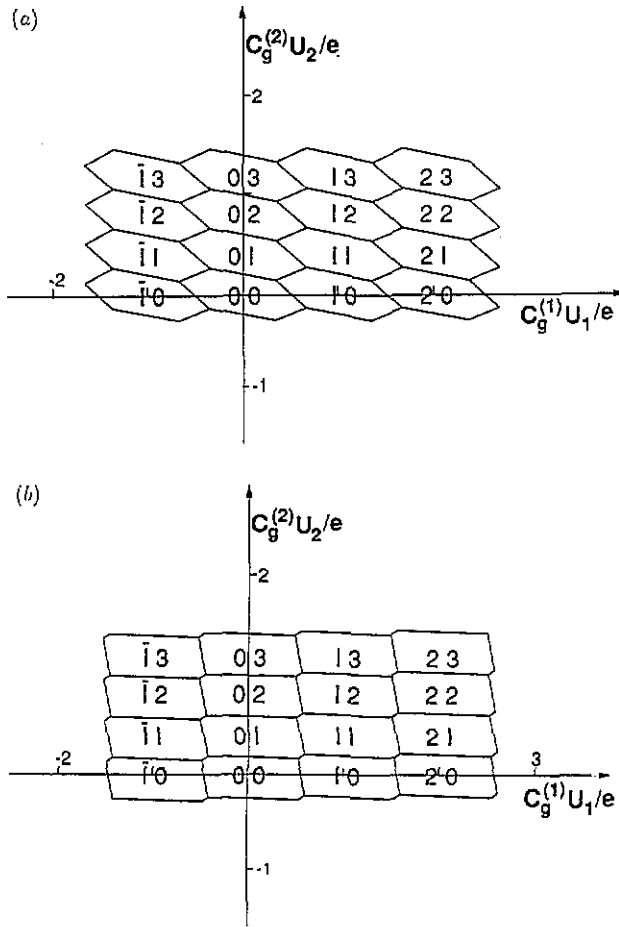 (a)
C_g^(2)U_2/e
2
1̄3 03 13 23
1̄2 02 12 22
1̄1 01 11 21
-2
1̄0 00 10 20
C_g^(1)U_1/e
-1
(b)
C_g^(2)U_2/e
2
1̄3 03 13 23
1̄2 02 12 22
1̄1 01 11 21
-2 3
1̄0 00 10 20
C_g^(1)U_1/e
-1